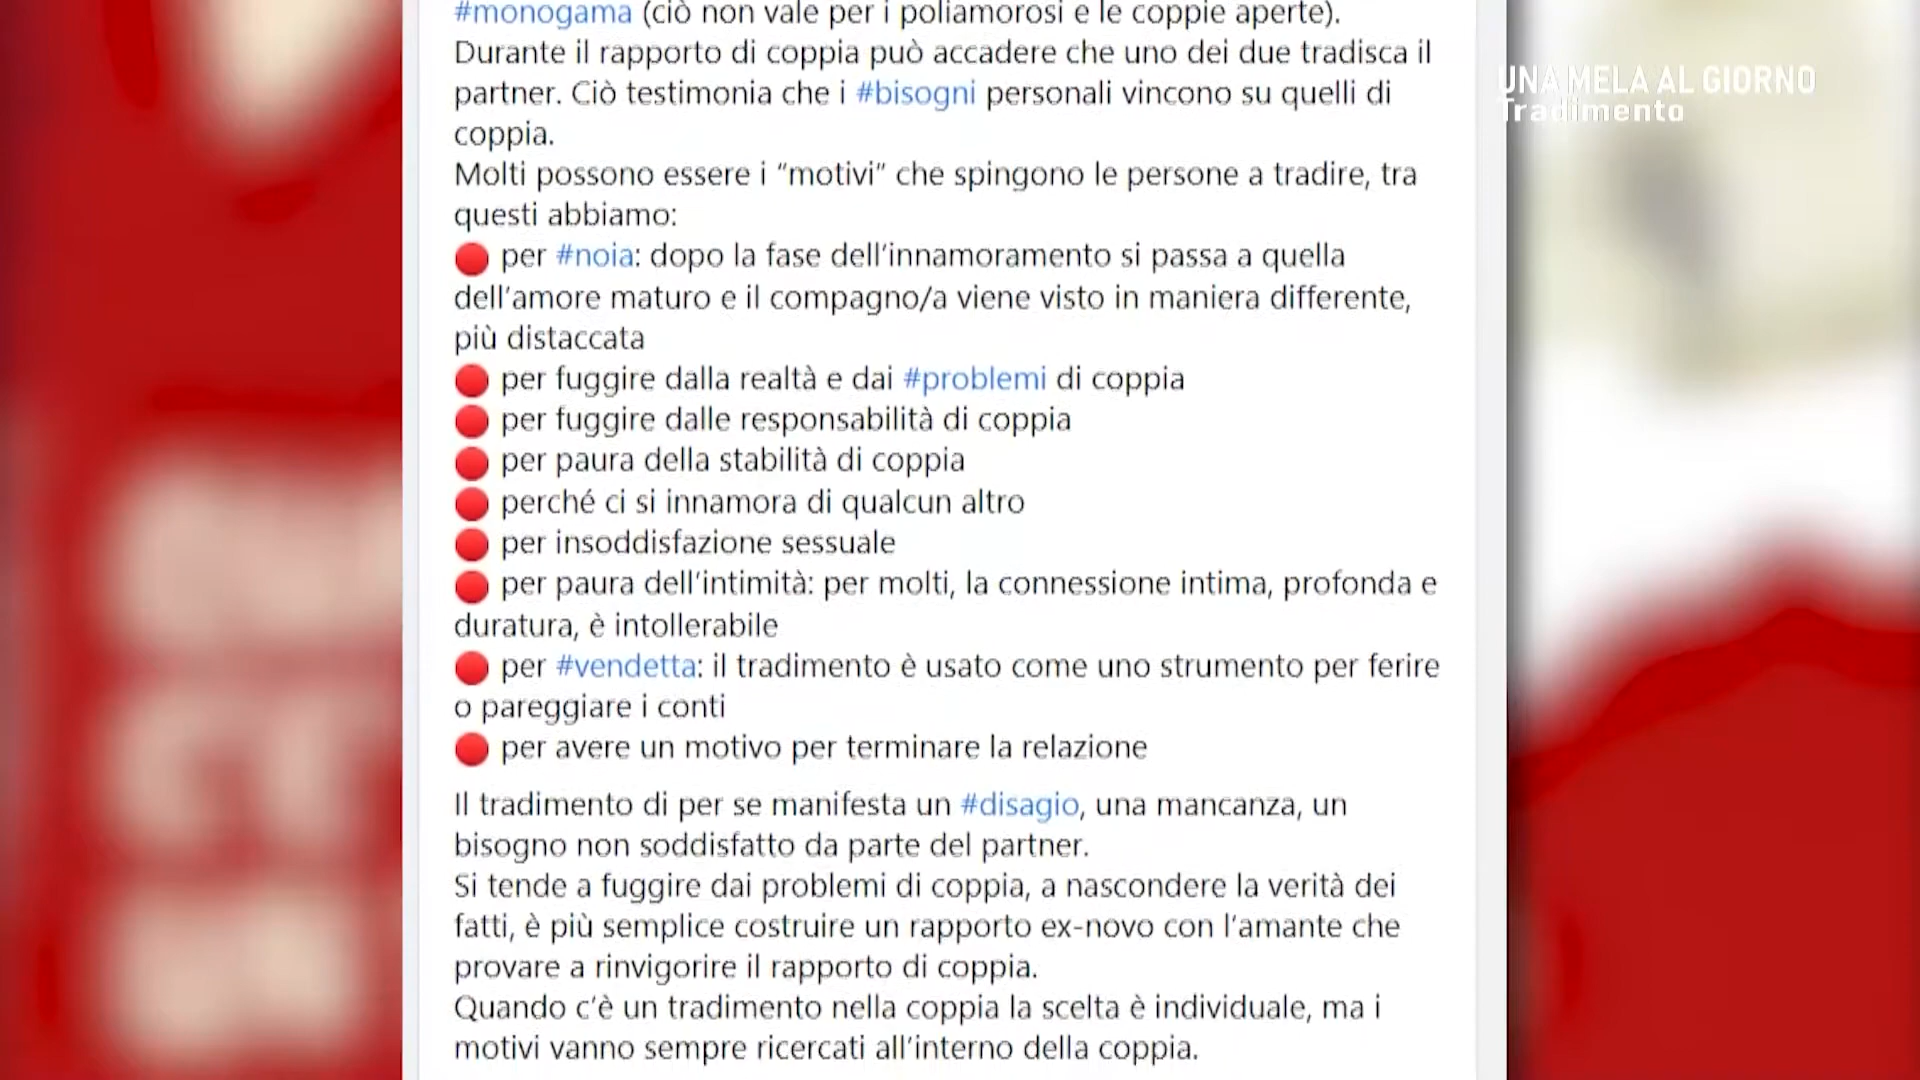 #monogama (ciò non vale per i poliamorosi e le coppie aperte).
Durante il rapporto di coppia può accadere che uno dei due tradisca il
partner. Ciò testimonia che i #bisogni personali vincono su quelli di
coppia.
Molti possono essere i “motivi” che spingono le persone a tradire, tra
questi abbiamo:
🔴 per #noia: dopo la fase dell’innamoramento si passa a quella
dell’amore maturo e il compagno/a viene visto in maniera differente,
più distaccata
🔴 per fuggire dalla realtà e dai #problemi di coppia
🔴 per fuggire dalle responsabilità di coppia
🔴 per paura della stabilità di coppia
🔴 perché ci si innamora di qualcun altro
🔴 per insoddisfazione sessuale
🔴 per paura dell’intimità: per molti, la connessione intima, profonda e
duratura, è intollerabile
🔴 per #vendetta: il tradimento è usato come uno strumento per ferire
o pareggiare i conti
🔴 per avere un motivo per terminare la relazione
Il tradimento di per se manifesta un #disagio, una mancanza, un
bisogno non soddisfatto da parte del partner.
Si tende a fuggire dai problemi di coppia, a nascondere la verità dei
fatti, è più semplice costruire un rapporto ex-novo con l’amante che
provare a rinvigorire il rapporto di coppia.
Quando c’è un tradimento nella coppia la scelta è individuale, ma i
motivi vanno sempre ricercati all’interno della coppia.
UNA MELA AL GIORNO
Tradimento